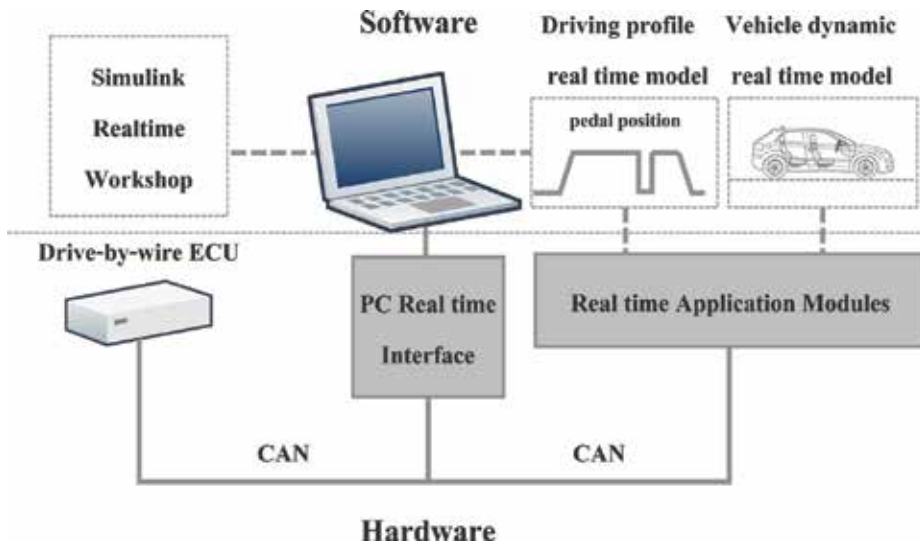 Software
Driving profile
real time model
Vehicle dynamic
real time model
Simulink
Realtime
Workshop
pedal position
Drive-by-wire ECU
PC Real time
Interface
Real time Application Modules
CAN
CAN
Hardware